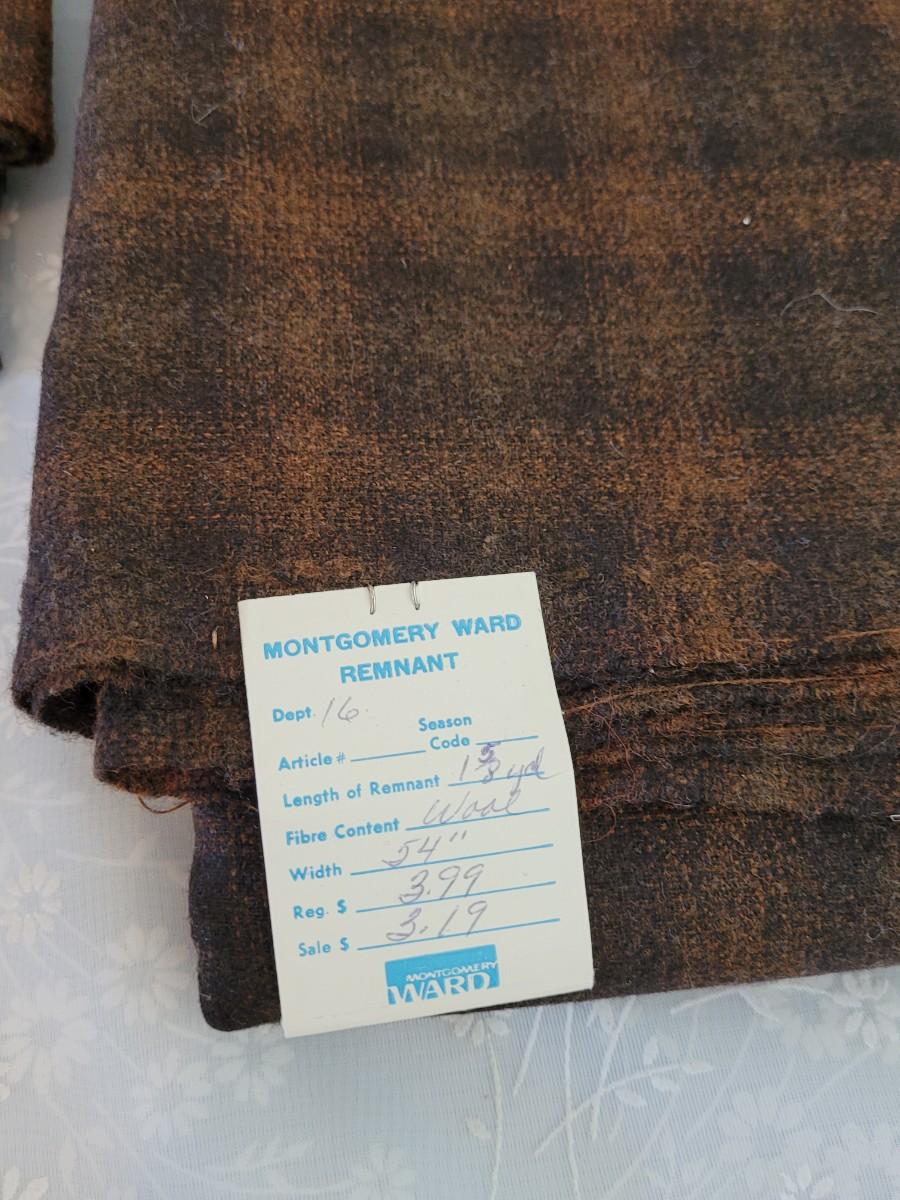 MONTGOMERY WARD
REMNANT
Dept. 16
Season
Article # Code
Length of Remnant 1 5/8 yd
Fibre Content Wool
Width 54"
Reg. $ 3.99
Sale $ 3.19
MONTGOMERY
WARD